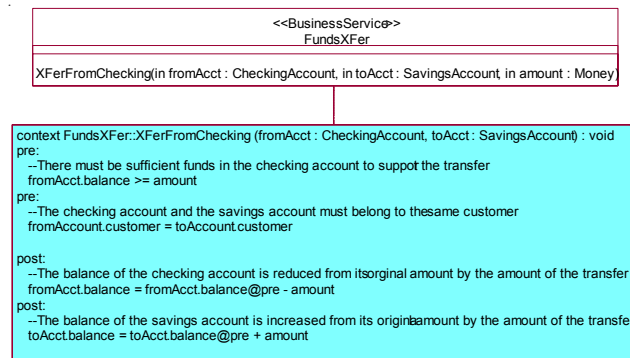 <<BusinessService>>
FundsXFer
XFerFromChecking(in fromAcct : CheckingAccount, in toAcct : SavingsAccount, in amount : Money)
context FundsXFer::XFerFromChecking (fromAcct : CheckingAccount, toAcct : SavingsAccount) : void
pre:
--There must be sufficient funds in the checking account to support the transfer
fromAcct.balance >= amount
pre:
--The checking account and the savings account must belong to thesame customer
fromAccount.customer = toAccount.customer
post:
--The balance of the checking account is reduced from itsorginal amount by the amount of the transfer
fromAcct.balance = fromAcct.balance@pre - amount
post:
--The balance of the savings account is increased from its original amount by the amount of the transfe
toAcct.balance = toAcct.balance@pre + amount